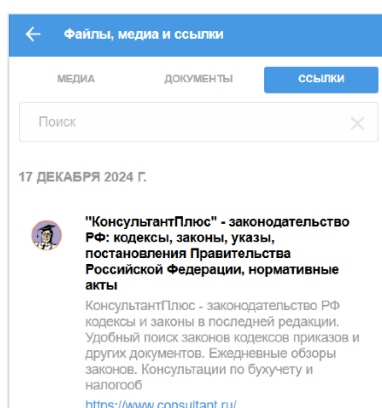 Файлы, медиа и ссылки
МЕДИА ДОКУМЕНТЫ ССЫЛКИ
Поиск
17 ДЕКАБРЯ 2024 Г.
"КонсультантПлюс" - законодательство
РФ: кодексы, законы, указы,
постановления Правительства
Российской Федерации, нормативные
акты
КонсультантПлюс - законодательство РФ
кодексы и законы в последней редакции.
Удобный поиск законов кодексов приказов и
других документов. Ежедневные обзоры
законов. Консультации по бухучету и
налогооб
https://www.consultant.ru/